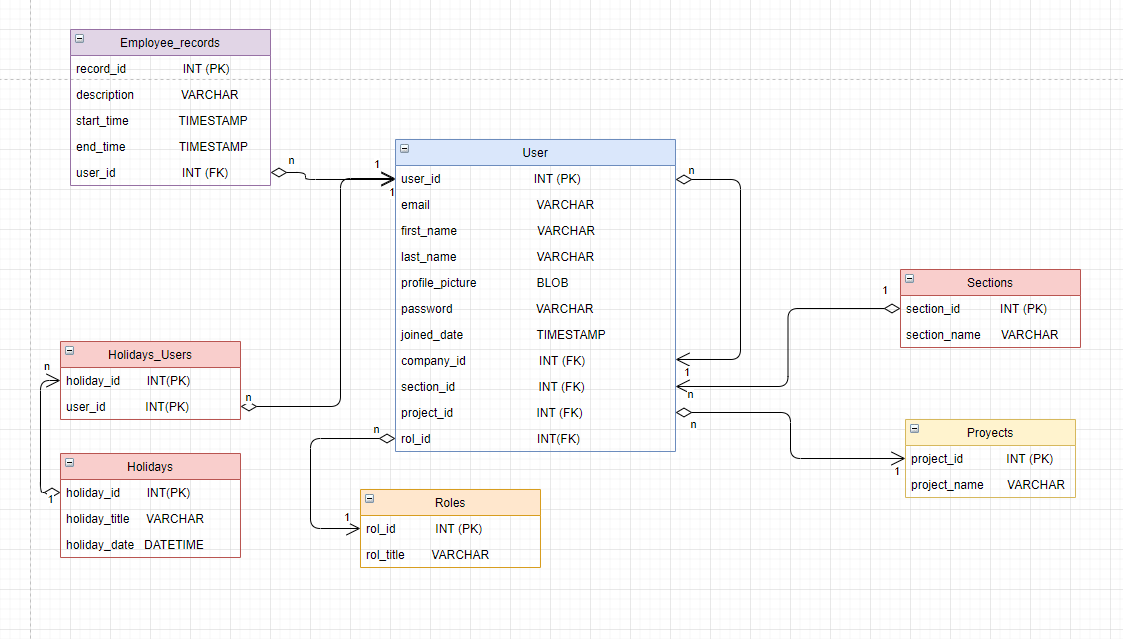 Employee_records
record_id INT (PK)
description VARCHAR
start_time TIMESTAMP
end_time TIMESTAMP
user_id INT (FK)
n
1
1
User
user_id INT (PK)
email VARCHAR
first_name VARCHAR
last_name VARCHAR
profile_picture BLOB
password VARCHAR
joined_date TIMESTAMP
company_id INT (FK)
section_id INT (FK)
project_id INT (FK)
rol_id INT(FK)
n
1
n
n
n
1
Sections
section_id INT (PK)
section_name VARCHAR
Holidays_Users
holiday_id INT(PK)
user_id INT(PK)
n
n
Holidays
holiday_id INT(PK)
holiday_title VARCHAR
holiday_date DATETIME
1
Roles
rol_id INT (PK)
rol_title VARCHAR
1
Proyects
project_id INT (PK)
project_name VARCHAR
1